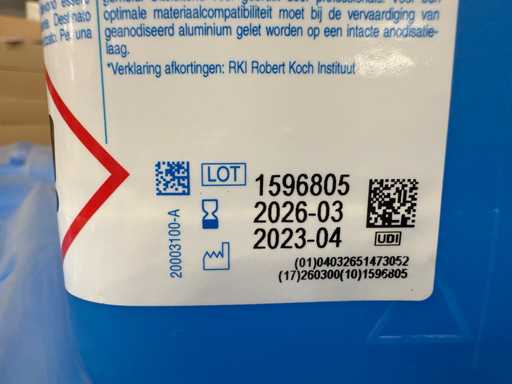 optimale materiaalcompatibiliteit moet bij de vervaardiging van
geanodiseerd aluminium gelet worden op een intacte anodisatie-
laag.
*Verklaring afkortingen: RKI Robert Koch Instituut
LOT 1596805
2026-03
2023-04
UDI
20003100-A
(01)04032651473052
(17)260300(10)1596805